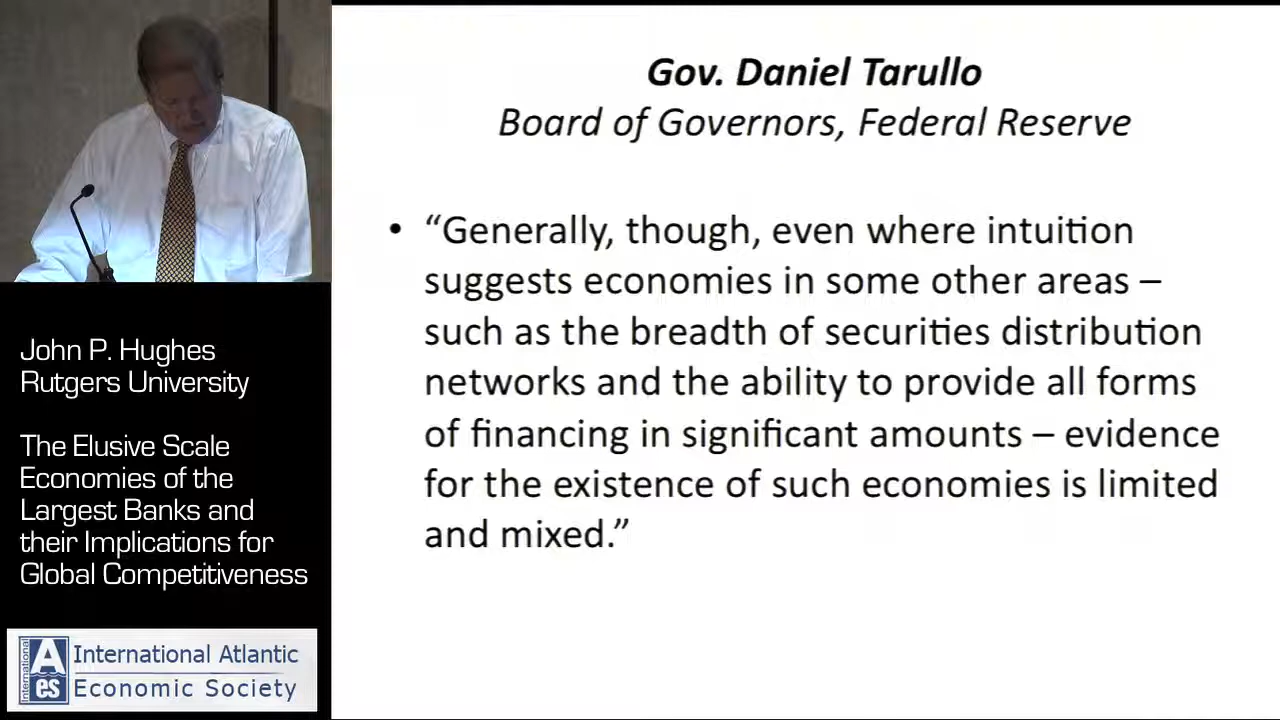 Gov. Daniel Tarullo
Board of Governors, Federal Reserve
• “Generally, though, even where intuition
suggests economies in some other areas –
such as the breadth of securities distribution
networks and the ability to provide all forms
of financing in significant amounts – evidence
for the existence of such economies is limited
and mixed.”
John P. Hughes
Rutgers University
The Elusive Scale
Economies of the
Largest Banks and
their Implications for
Global Competitiveness
International
A
es
International Atlantic
Economic Society